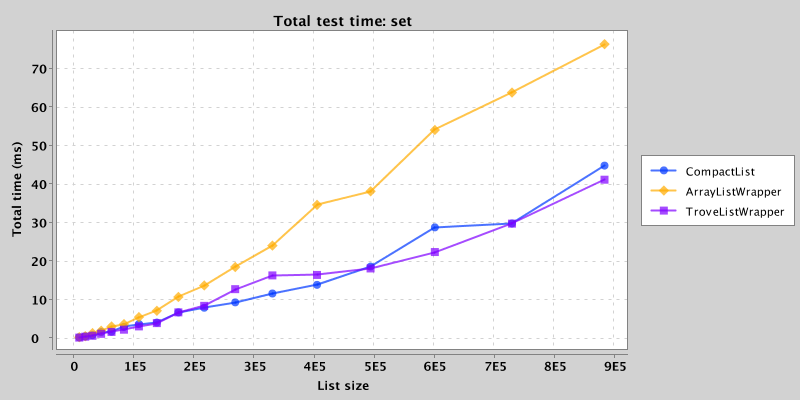 Total test time: set
Total time (ms)
70
60
50
40
30
20
10
0
0 1E5 2E5 3E5 4E5 5E5 6E5 7E5 8E5 9E5
List size
CompactList
ArrayListWrapper
TroveListWrapper